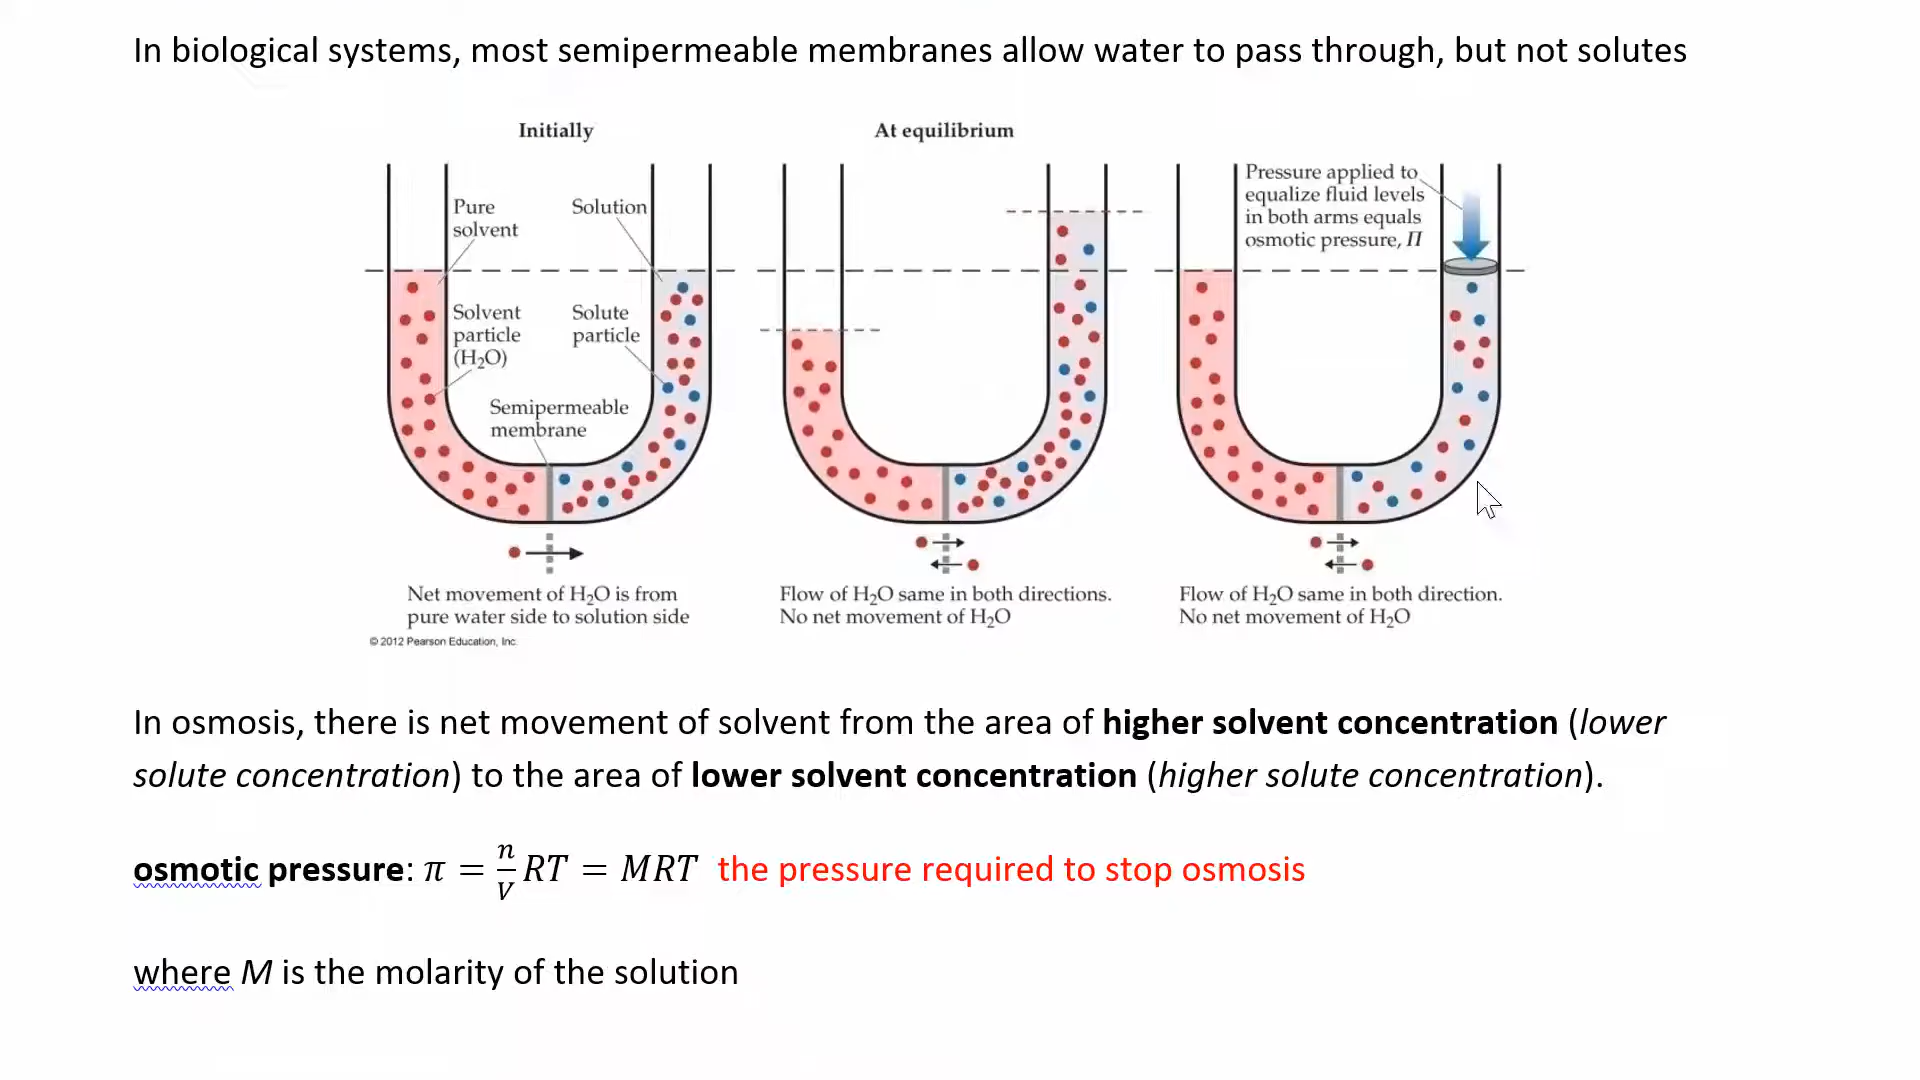 In biological systems, most semipermeable membranes allow water to pass through, but not solutes
Initially
At equilibrium
Pure
solvent
Solution
Solvent
particle
(H₂O)
Solute
particle
Semipermeable
membrane
Pressure applied to
equalize fluid levels
in both arms equals
osmotic pressure, Π
Net movement of H₂O is from
pure water side to solution side
Flow of H₂O same in both directions.
No net movement of H₂O
Flow of H₂O same in both direction.
No net movement of H₂O
© 2012 Pearson Education, Inc.
In osmosis, there is net movement of solvent from the area of higher solvent concentration (lower
solute concentration) to the area of lower solvent concentration (higher solute concentration).
osmotic pressure: π = n/V RT = MRT the pressure required to stop osmosis
where M is the molarity of the solution